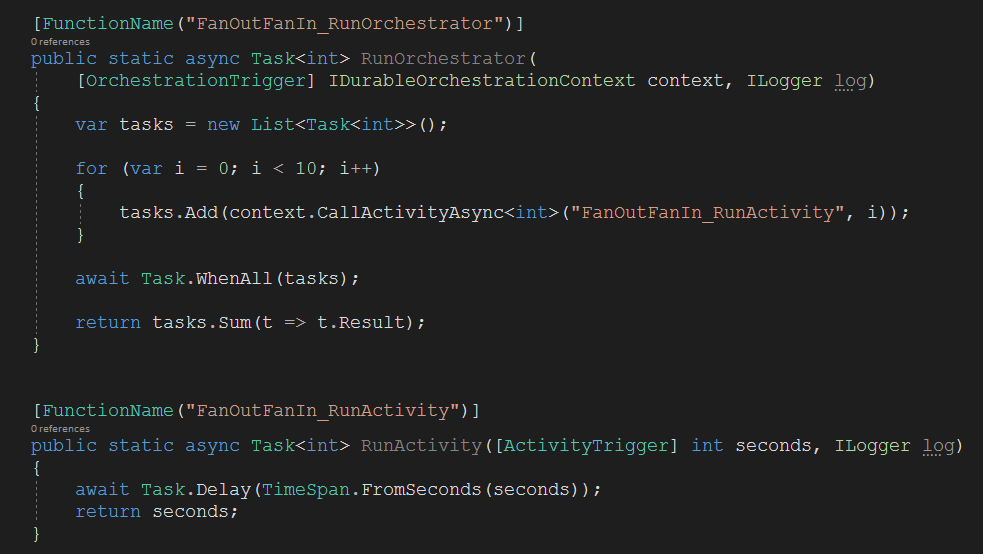 [FunctionName("FanOutFanIn_RunOrchestrator")]
0 references
public static async Task<int> RunOrchestrator(
[OrchestrationTrigger] IDurableOrchestrationContext context, ILogger log)
{
var tasks = new List<Task<int>>();
for (var i = 0; i < 10; i++)
{
tasks.Add(context.CallActivityAsync<int>("FanOutFanIn_RunActivity", i));
}
await Task.WhenAll(tasks);
return tasks.Sum(t => t.Result);
}
[FunctionName("FanOutFanIn_RunActivity")]
0 references
public static async Task<int> RunActivity([ActivityTrigger] int seconds, ILogger log)
{
await Task.Delay(TimeSpan.FromSeconds(seconds));
return seconds;
}